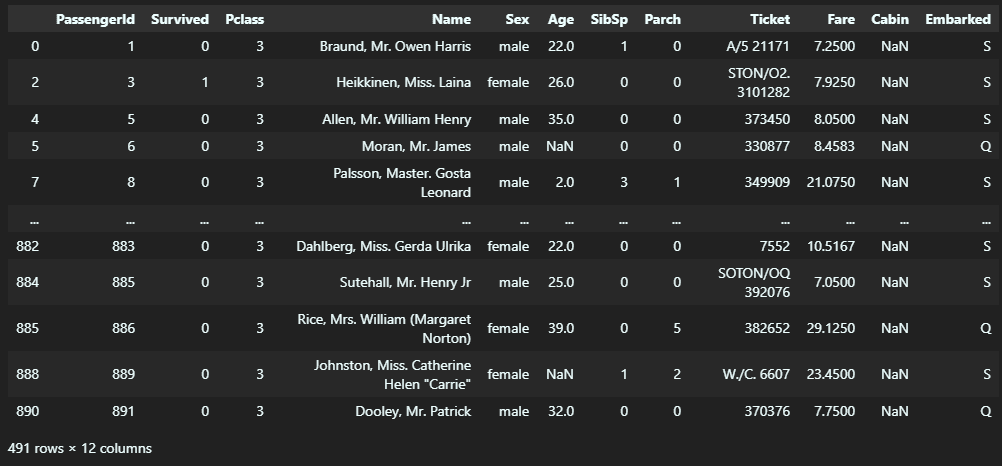 PassengerId Survived Pclass Name Sex Age SibSp Parch Ticket Fare Cabin Embarked
0 1 0 3 Braund, Mr. Owen Harris male 22.0 1 0 A/5 21171 7.2500 NaN S
2 3 1 3 Heikkinen, Miss. Laina female 26.0 0 0 STON/O2. 3101282 7.9250 NaN S
4 5 0 3 Allen, Mr. William Henry male 35.0 0 0 373450 8.0500 NaN S
5 6 0 3 Moran, Mr. James male NaN 0 0 330877 8.4583 NaN Q
7 8 0 3 Palsson, Master. Gosta Leonard male 2.0 3 1 349909 21.0750 NaN S
... ... ... ... ... ... ... ... ... ... ... ... ...
882 883 0 3 Dahlberg, Miss. Gerda Ulrika female 22.0 0 0 7552 10.5167 NaN S
884 885 0 3 Sutehall, Mr. Henry Jr male 25.0 0 0 SOTON/OQ 392076 7.0500 NaN S
885 886 0 3 Rice, Mrs. William (Margaret Norton) female 39.0 0 5 382652 29.1250 NaN Q
888 889 0 3 Johnston, Miss. Catherine Helen "Carrie" female NaN 1 2 W./C. 6607 23.4500 NaN S
890 891 0 3 Dooley, Mr. Patrick male 32.0 0 0 370376 7.7500 NaN Q
491 rows × 12 columns